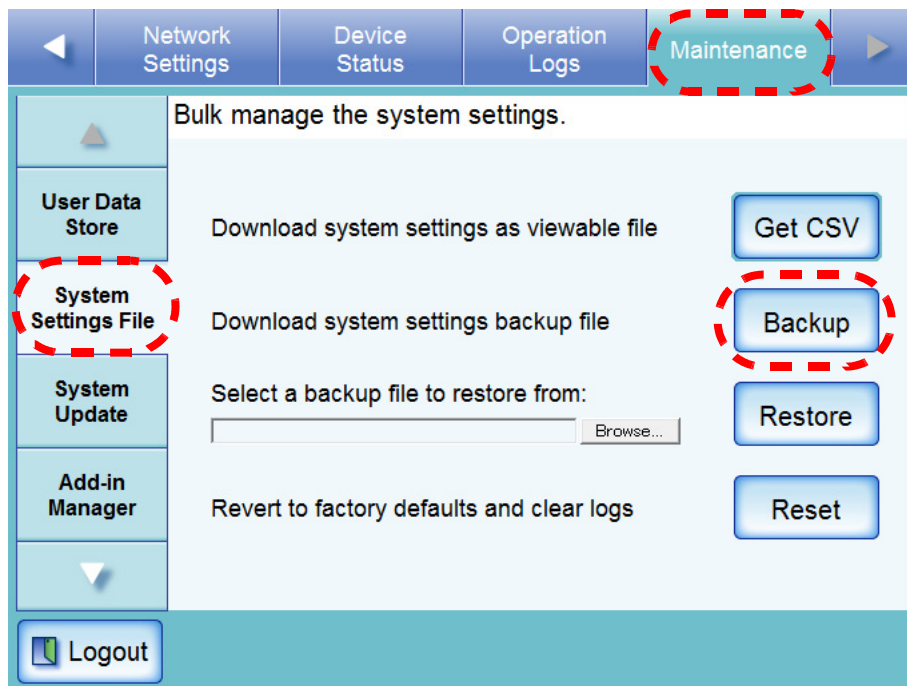 Network
Settings
Device
Status
Operation
Logs
Maintenance
Bulk manage the system settings.
User Data
Store
Download system settings as viewable file
Get CSV
System
Settings File
Download system settings backup file
Backup
System
Update
Select a backup file to restore from:
Browse...
Restore
Add-in
Manager
Revert to factory defaults and clear logs
Reset
Logout